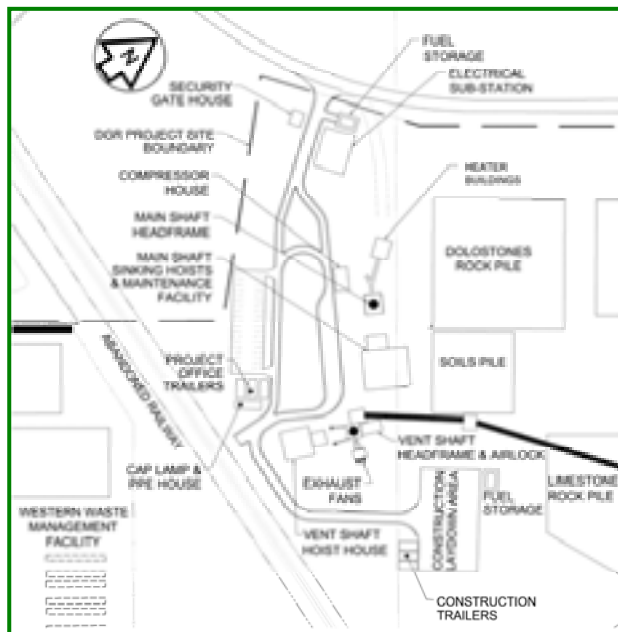 N
FUEL
STORAGE
ELECTRICAL
SUB-STATION
SECURITY
GATE HOUSE
DGR PROJECT SITE
BOUNDARY
HEATER
BUILDINGS
COMPRESSOR
HOUSE
MAIN SHAFT
HEADFRAME
DOLOSTONES
ROCK PILE
MAIN SHAFT
SINKING HOISTS
& MAINTENANCE
FACILITY
SOILS PILE
ABANDONED RAILWAY
PROJECT
OFFICE
TRAILERS
VENT SHAFT
HEADFRAME & AIRLOCK
CAP LAMP &
PPE HOUSE
EXHAUST
FANS
CONSTRUCTION
LAYDOWN AREA
FUEL
STORAGE
LIMESTONE
ROCK PILE
WESTERN WASTE
MANAGEMENT
FACILITY
VENT SHAFT
HOIST HOUSE
CONSTRUCTION
TRAILERS